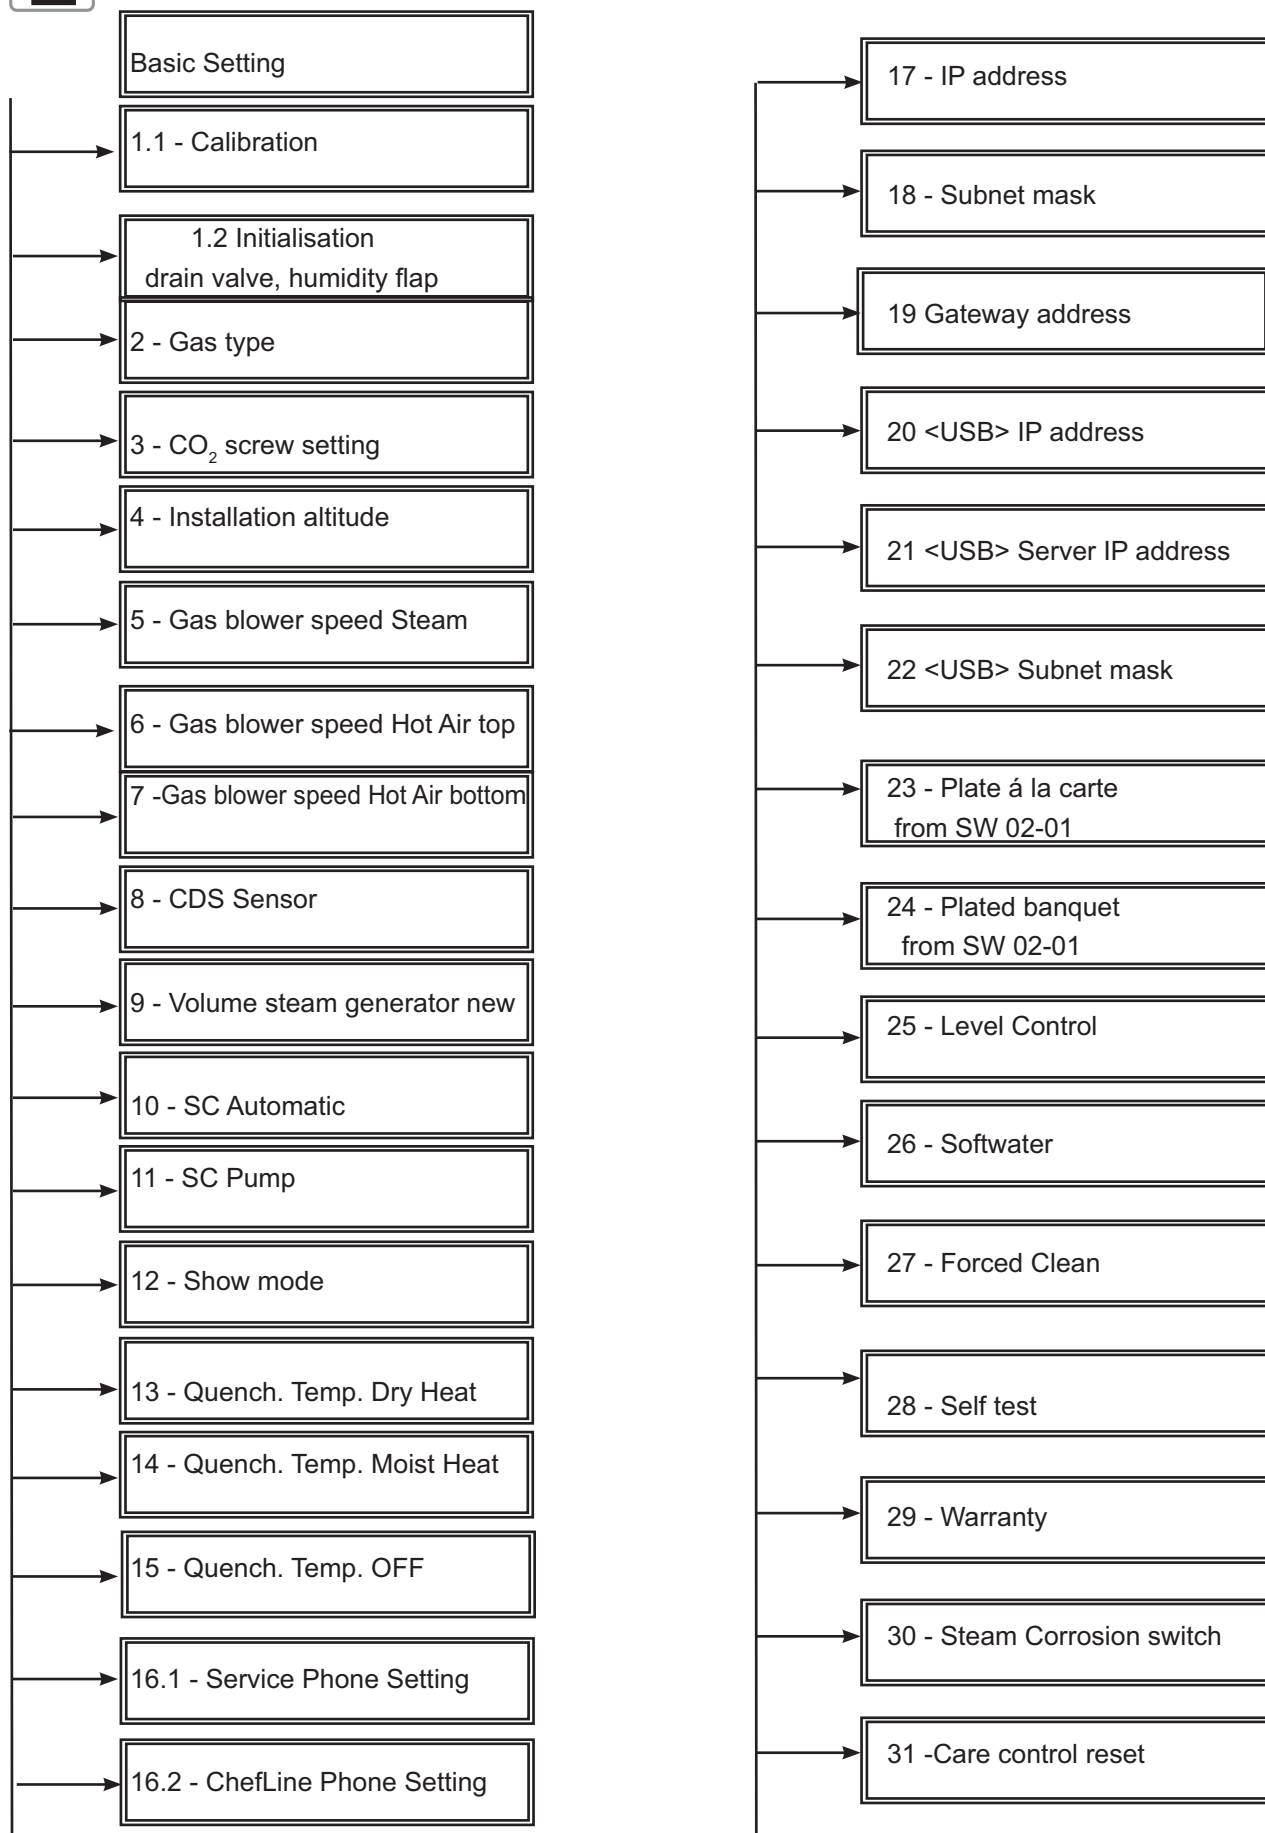 Basic Setting
1.1 - Calibration
1.2 Initialisation
drain valve, humidity flap
2 - Gas type
3 - CO₂ screw setting
4 - Installation altitude
5 - Gas blower speed Steam
6 - Gas blower speed Hot Air top
7 -Gas blower speed Hot Air bottom
8 - CDS Sensor
9 - Volume steam generator new
10 - SC Automatic
11 - SC Pump
12 - Show mode
13 - Quench. Temp. Dry Heat
14 - Quench. Temp. Moist Heat
15 - Quench. Temp. OFF
16.1 - Service Phone Setting
16.2 - ChefLine Phone Setting
17 - IP address
18 - Subnet mask
19 Gateway address
20 <USB> IP address
21 <USB> Server IP address
22 <USB> Subnet mask
23 - Plate á la carte
from SW 02-01
24 - Plated banquet
from SW 02-01
25 - Level Control
26 - Softwater
27 - Forced Clean
28 - Self test
29 - Warranty
30 - Steam Corrosion switch
31 -Care control reset